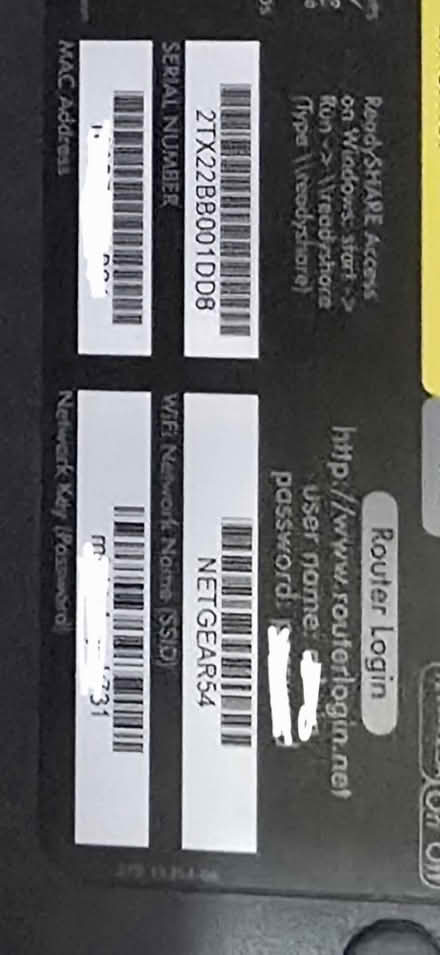 ReadySHARE Access
on Windows: start ->
Run -> \\readyshare
(Type \\readyshare)
2TX22BB001DD8
SERIAL NUMBER
MAC Address
Router Login
http://www.routerlogin.net
user name:
password:
NETGEAR54
WiFi Network Name (SSID)
731
Network Key (Password)